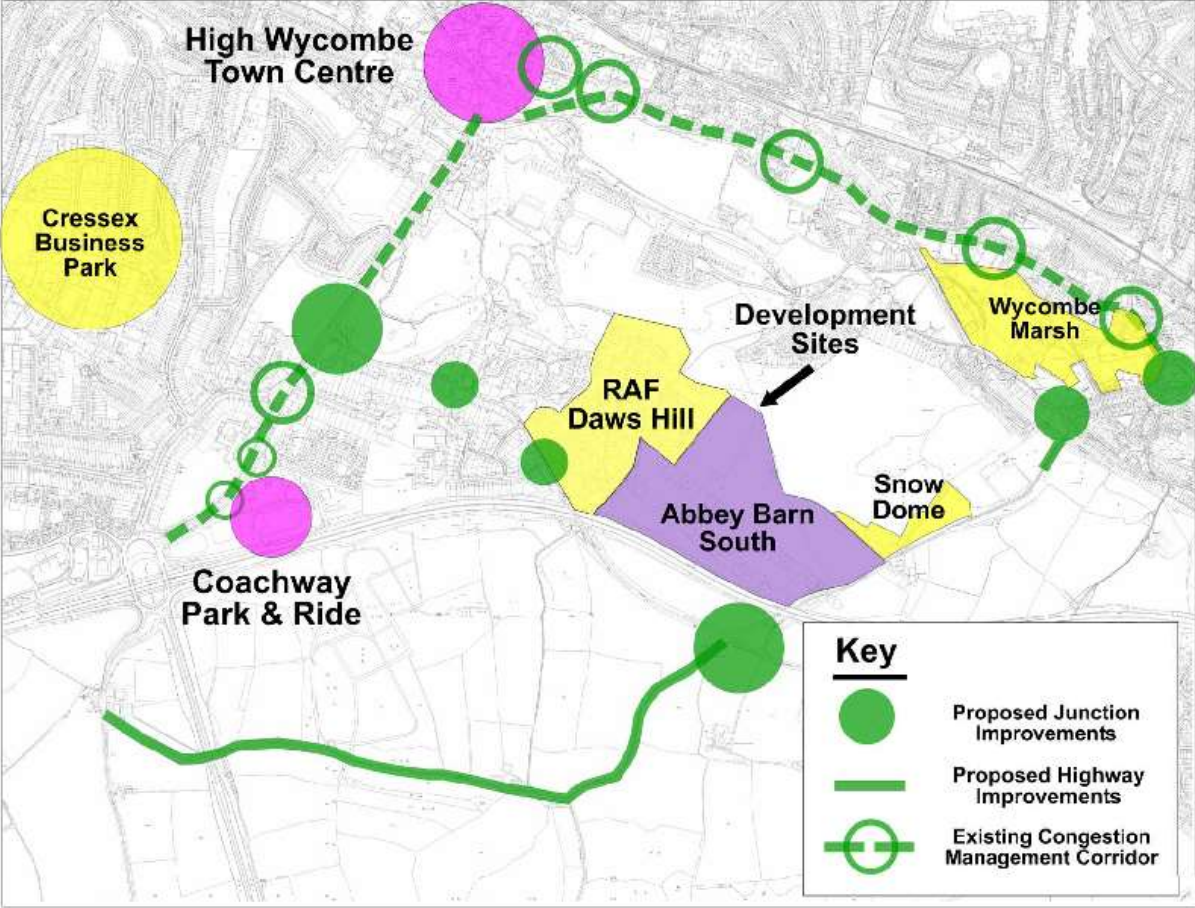 High Wycombe
Town Centre
Cressex
Business
Park
Development
Sites
Wycombe
Marsh
RAF
Daws Hill
Snow
Dome
Abbey Barn
South
Coachway
Park & Ride
Key
Proposed Junction
Improvements
Proposed Highway
Improvements
Existing Congestion
Management Corridor